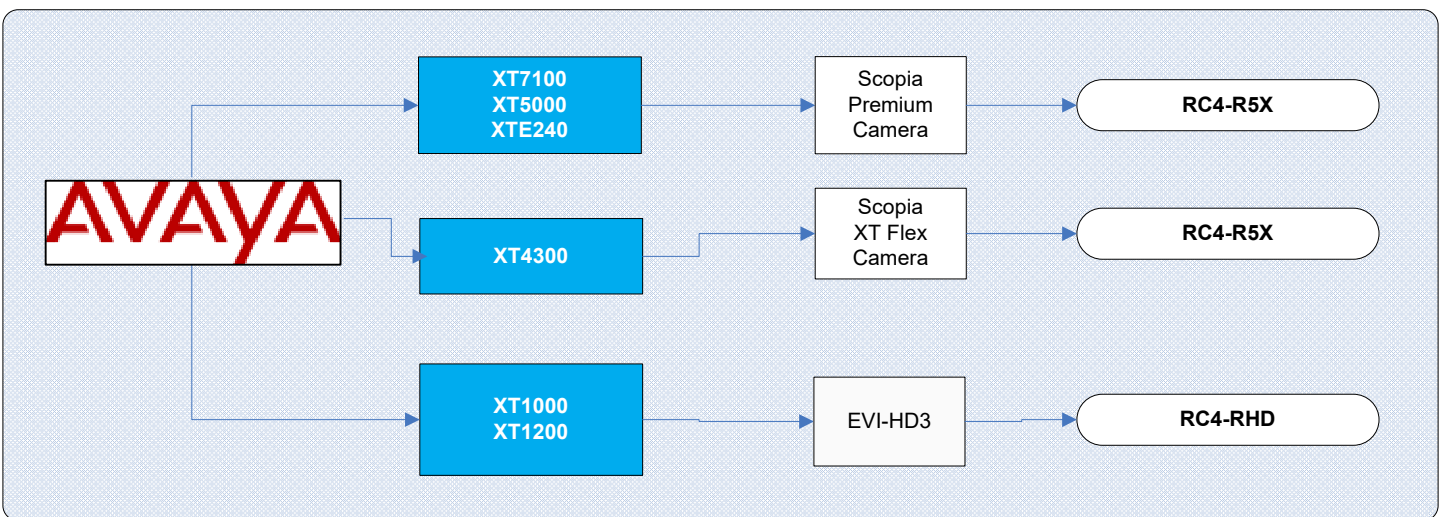 AVAYA
XT7100
XT5000
XTE240
Scopia
Premium
Camera
RC4-R5X
XT4300
Scopia
XT Flex
Camera
RC4-R5X
XT1000
XT1200
EVI-HD3
RC4-RHD